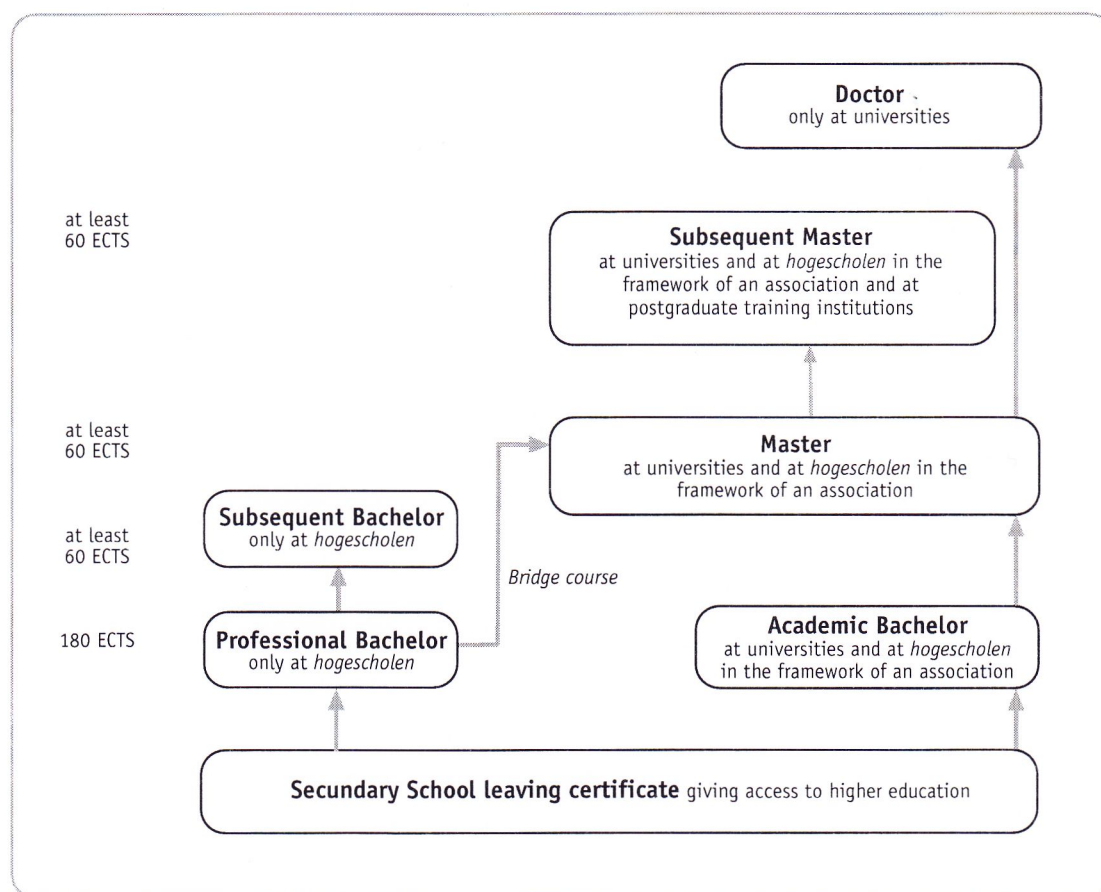 Doctor
only at universities
at least
60 ECTS
Subsequent Master
at universities and at hogescholen in the
framework of an association and at
postgraduate training institutions
at least
60 ECTS
Master
at universities and at hogescholen in the
framework of an association
Subsequent Bachelor
only at hogescholen
at least
60 ECTS
Bridge course
180 ECTS
Professional Bachelor
only at hogescholen
Academic Bachelor
at universities and at hogescholen
in the framework of an association
Secundary School leaving certificate giving access to higher education